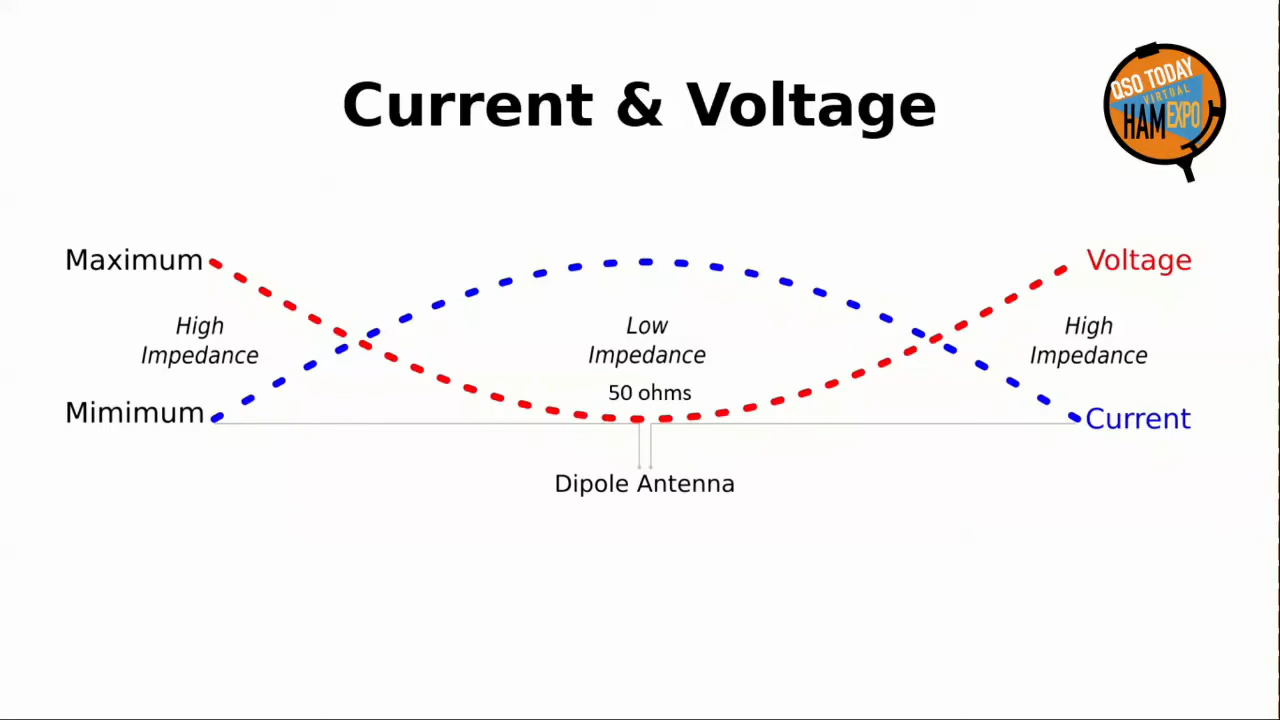 Current & Voltage
QSO TODAY
VIRTUAL
HAM EXPO
Maximum
Voltage
High
Impedance
Low
Impedance
High
Impedance
50 ohms
Mimimum
Current
Dipole Antenna